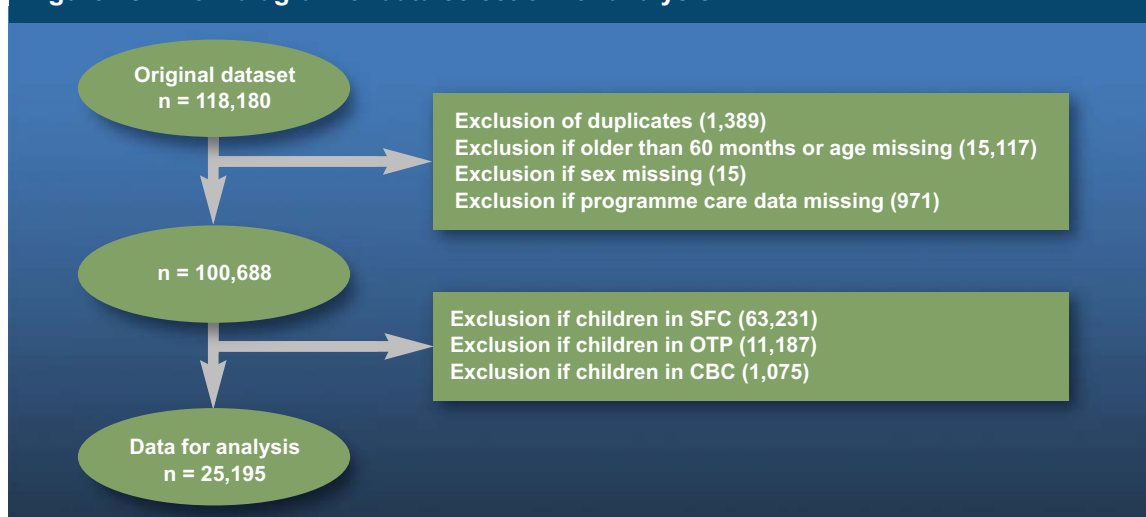 Original dataset
n = 118,180
Exclusion of duplicates (1,389)
Exclusion if older than 60 months or age missing (15,117)
Exclusion if sex missing (15)
Exclusion if programme care data missing (971)
n = 100,688
Exclusion if children in SFC (63,231)
Exclusion if children in OTP (11,187)
Exclusion if children in CBC (1,075)
Data for analysis
n = 25,195